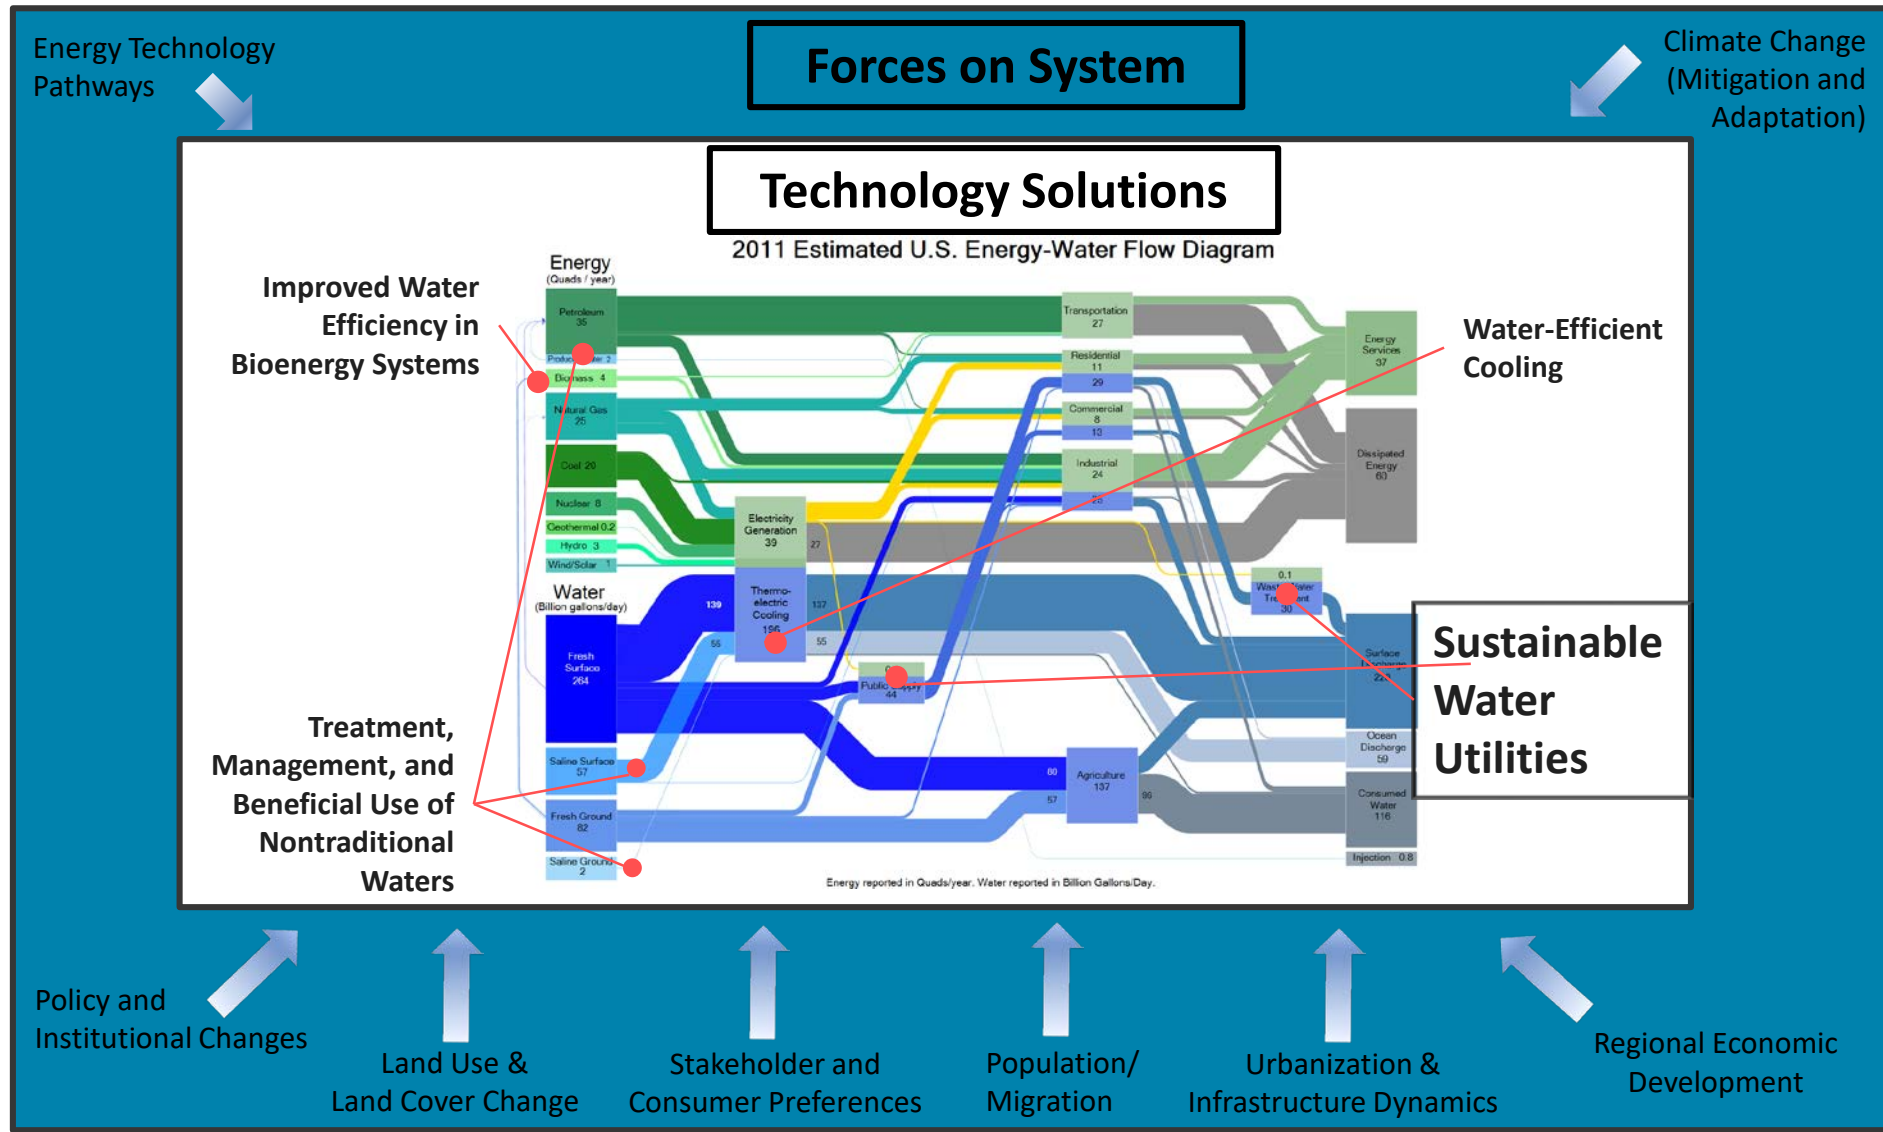 Energy Technology
Pathways
Forces on System
Climate Change
(Mitigation and
Adaptation)
Technology Solutions
2011 Estimated U.S. Energy-Water Flow Diagram
Improved Water
Efficiency in
Bioenergy Systems
Water-Efficient
Cooling
Treatment,
Management, and
Beneficial Use of
Nontraditional
Waters
Sustainable
Water
Utilities
Energy
(Quads / year)
Petroleum
35
2
Biomass 4
Natural Gas
25
Coal 20
Nuclear 8
Geothermal 0.2
Hydro 3
Wind/Solar 1
Water
(Billion gallons/day)
Fresh
Surface
264
Saline Surface
57
Fresh Ground
82
Saline Ground
2
Electricity
Generation
39
27
Thermo-
electric
Cooling
139
137
55
55
Public
44
Transportation
27
Residential
11
29
Commercial
8
13
Industrial
24
Agriculture
137
80
57
0.1
30
Energy
Services
37
Dissipated
Energy
60
Surface
Ocean
Discharge
59
Consumed
Water
116
Injection 0.8
Energy reported in Quads/year. Water reported in Billion Gallons/Day.
Policy and
Institutional Changes
Land Use &
Land Cover Change
Stakeholder and
Consumer Preferences
Population/
Migration
Urbanization &
Infrastructure Dynamics
Regional Economic
Development